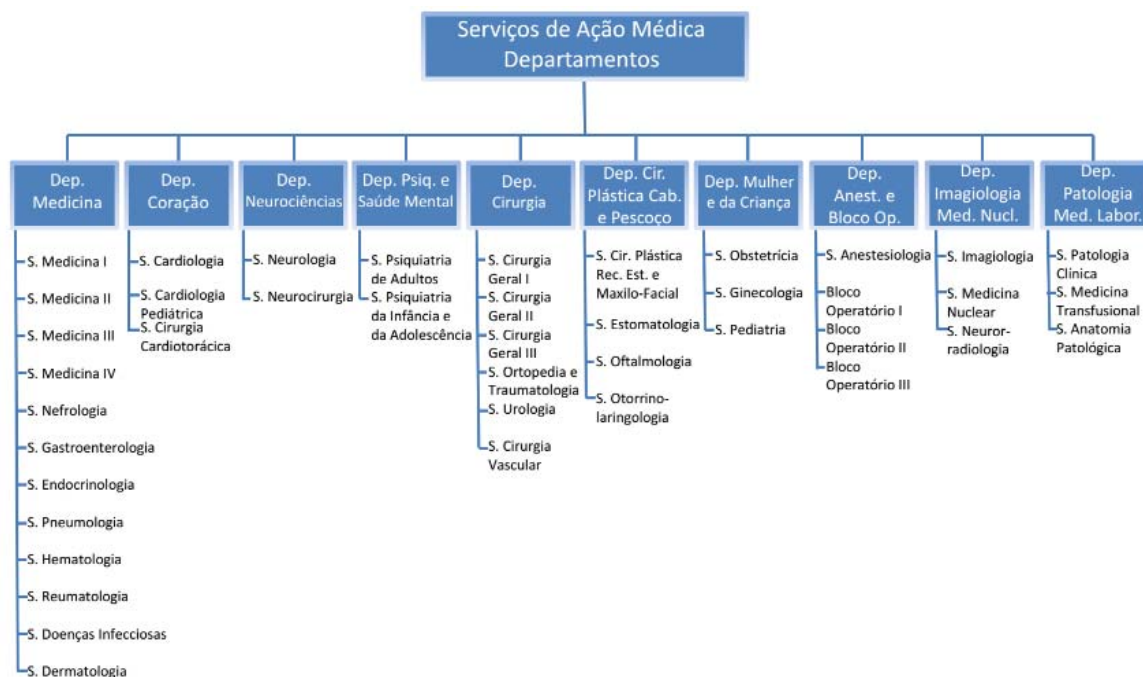 Serviços de Ação Médica
Departamentos
Dep.
Medicina
S. Medicina I
S. Medicina II
S. Medicina III
S. Medicina IV
S. Nefrologia
S. Gastroenterologia
S. Endocrinologia
S. Pneumologia
S. Hematologia
S. Reumatologia
S. Doenças Infecciosas
S. Dermatologia
Dep.
Coração
S. Cardiologia
S. Cardiologia
Pediátrica
S. Cirurgia
Cardiotorácica
Dep.
Neurociências
S. Neurologia
S. Neurocirurgia
Dep. Psiq. e
Saúde Mental
S. Psiquiatria
de Adultos
S. Psiquiatria
da Infância e
da Adolescência
Dep.
Cirurgia
S. Cirurgia
Geral I
S. Cirurgia
Geral II
S. Cirurgia
Geral III
S. Ortopedia e
Traumatologia
S. Urologia
S. Cirurgia
Vascular
Dep. Cir.
Plástica Cab.
e Pescoço
S. Cir. Plástica
Rec. Est. e
Maxilo-Facial
S. Estomatologia
S. Oftalmologia
S. Otorrino-
laringologia
Dep. Mulher
e da Criança
S. Obstetrícia
S. Ginecologia
S. Pediatria
Dep.
Anest. e
Bloco Op.
S. Anestesiologia
Bloco
Operatório I
Bloco
Operatório II
Bloco
Operatório III
Dep.
Imagiologia
Med. Nucl.
S. Imagiologia
S. Medicina
Nuclear
S. Neuror-
radiologia
Dep.
Patologia
Med. Labor.
S. Patologia
Clínica
S. Medicina
Transfusional
S. Anatomia
Patológica